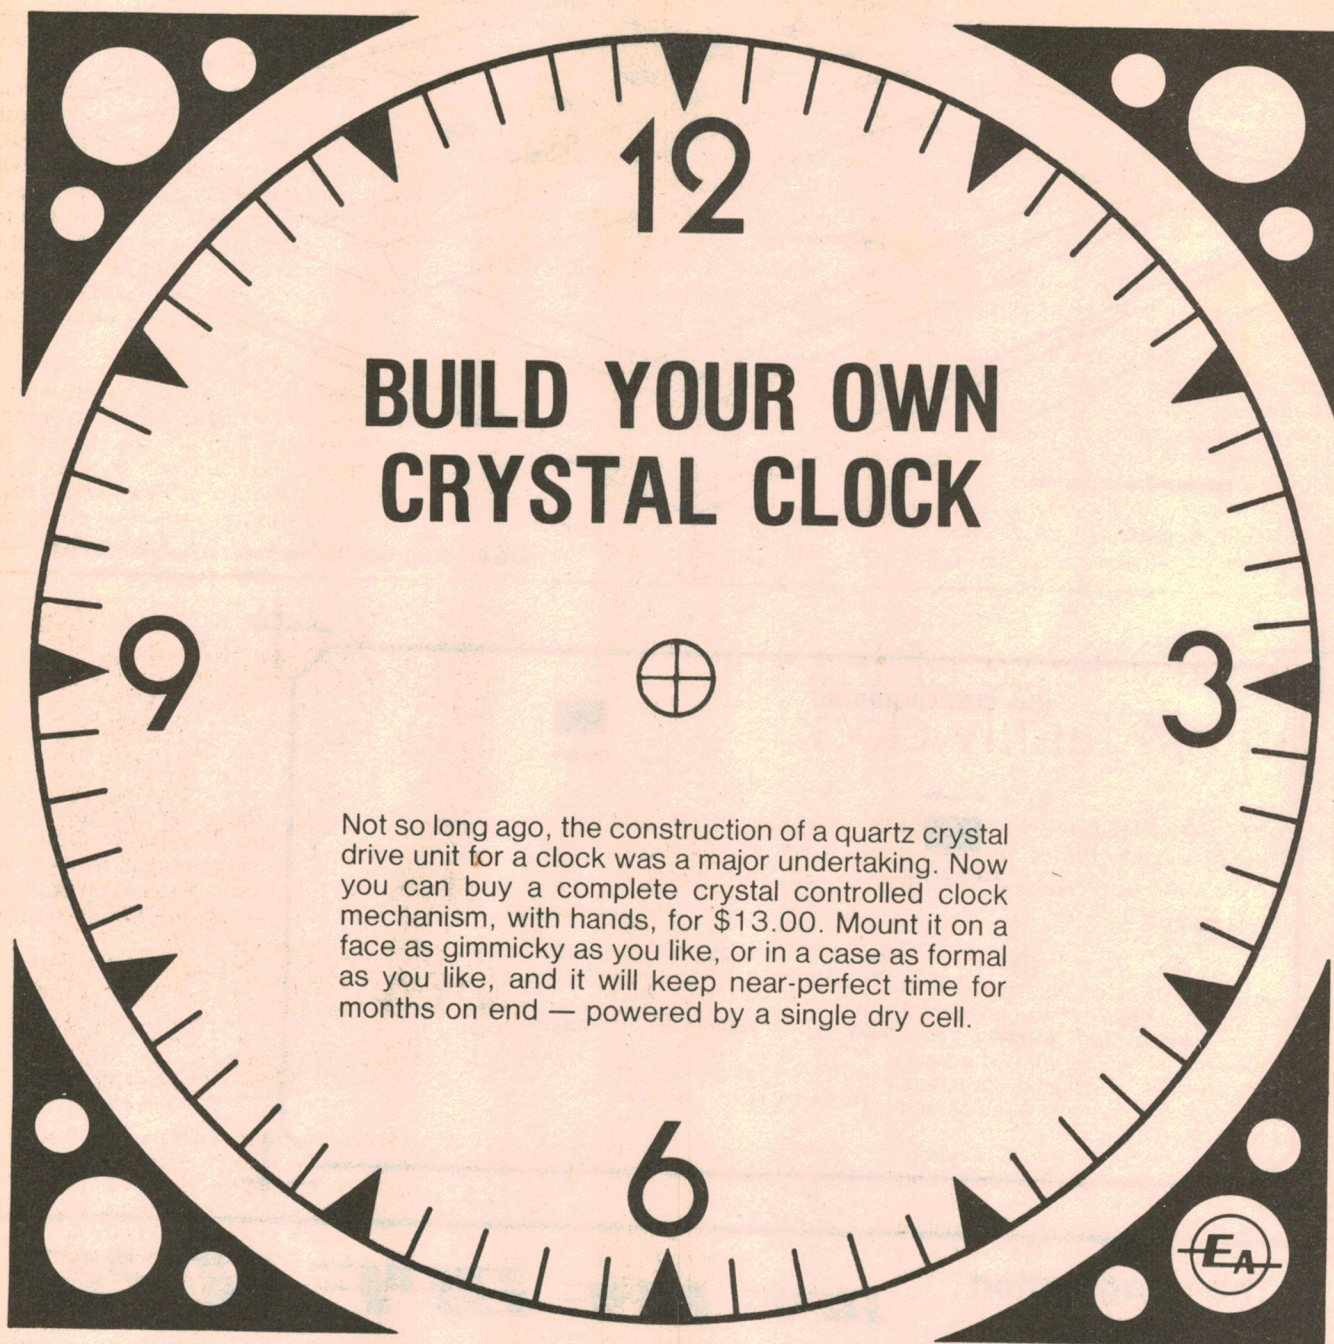 12
BUILD YOUR OWN
CRYSTAL CLOCK
9
3
Not so long ago, the construction of a quartz crystal
drive unit for a clock was a major undertaking. Now
you can buy a complete crystal controlled clock
mechanism, with hands, for $13.00. Mount it on a
face as gimmicky as you like, or in a case as formal
as you like, and it will keep near-perfect time for
months on end — powered by a single dry cell.
6
EA